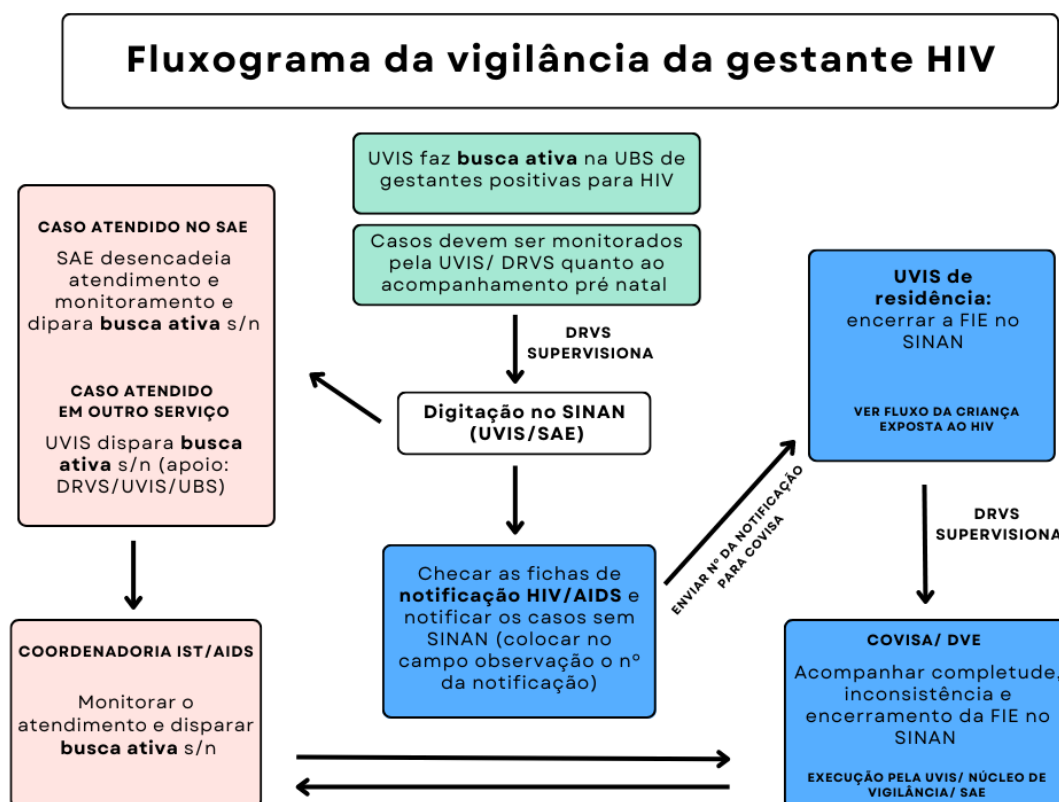 Fluxograma da vigilância da gestante HIV
UVIS faz busca ativa na UBS de
gestantes positivas para HIV
Casos devem ser monitorados
pela UVIS/ DRVS quanto ao
acompanhamento pré natal
DRVS
SUPERVISIONA
Digitação no SINAN
(UVIS/SAE)
CASO ATENDIDO NO SAE
SAE desencadeia
atendimento e
monitoramento e
dipara busca ativa s/n
CASO ATENDIDO
EM OUTRO SERVIÇO
UVIS dispara busca
ativa s/n (apoio:
DRVS/UVIS/UBS)
COORDENADORIA IST/AIDS
Monitorar o
atendimento e disparar
busca ativa s/n
Checar as fichas de
notificação HIV/AIDS e
notificar os casos sem
SINAN (colocar no
campo observação o nº
da notificação)
ENVIAR Nº DA NOTIFICAÇÃO
PARA COVISA
UVIS de
residência:
encerrar a FIE no
SINAN
VER FLUXO DA CRIANÇA
EXPOSTA AO HIV
DRVS
SUPERVISIONA
COVISA/ DVE
Acompanhar completude,
inconsistência e
encerramento da FIE no
SINAN
EXECUÇÃO PELA UVIS/ NÚCLEO DE
VIGILÂNCIA/ SAE